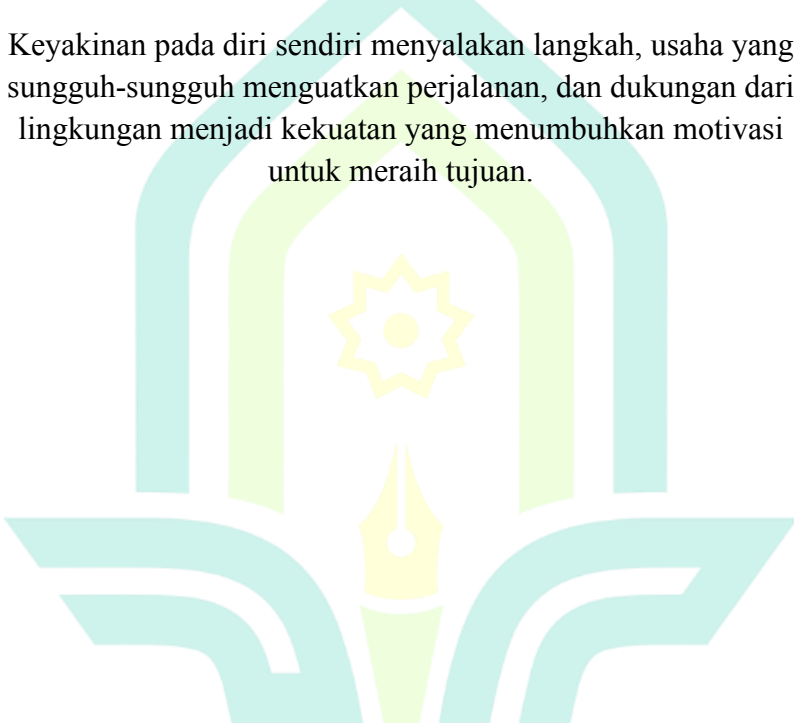 Keyakinan pada diri sendiri menyalakan langkah, usaha yang
sungguh-sungguh menguatkan perjalanan, dan dukungan dari
lingkungan menjadi kekuatan yang menumbuhkan motivasi
untuk meraih tujuan.